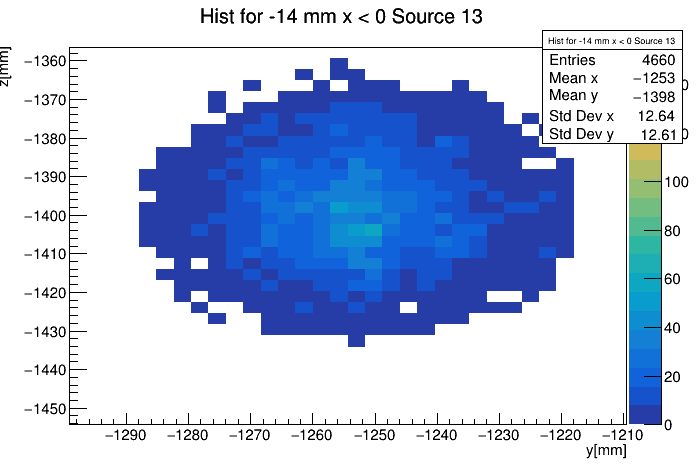 Hist for -14 mm x < 0 Source 13
Hist for -14 mm x < 0 Source 13
Entries 4660
Mean x −1253
Mean y −1398
Std Dev x 12.64
Std Dev y 12.61
z[mm]
−1360
−1370
−1380
−1390
−1400
−1410
−1420
−1430
−1440
−1450
0
0
100
80
60
40
20
0
−1290 −1280 −1270 −1260 −1250 −1240 −1230 −1220 −1210
y[mm]